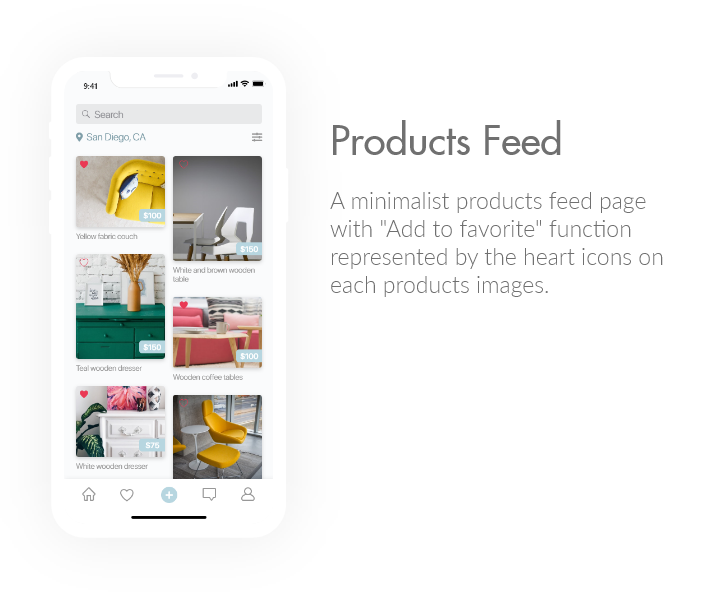 9:41
Search
San Diego, CA
$100
Yellow fabric couch
$150
White and brown wooden
table
$150
Teal wooden dresser
$100
Wooden coffee tables
$75
White wooden dresser
Products Feed
A minimalist products feed page
with "Add to favorite" function
represented by the heart icons on
each products images.